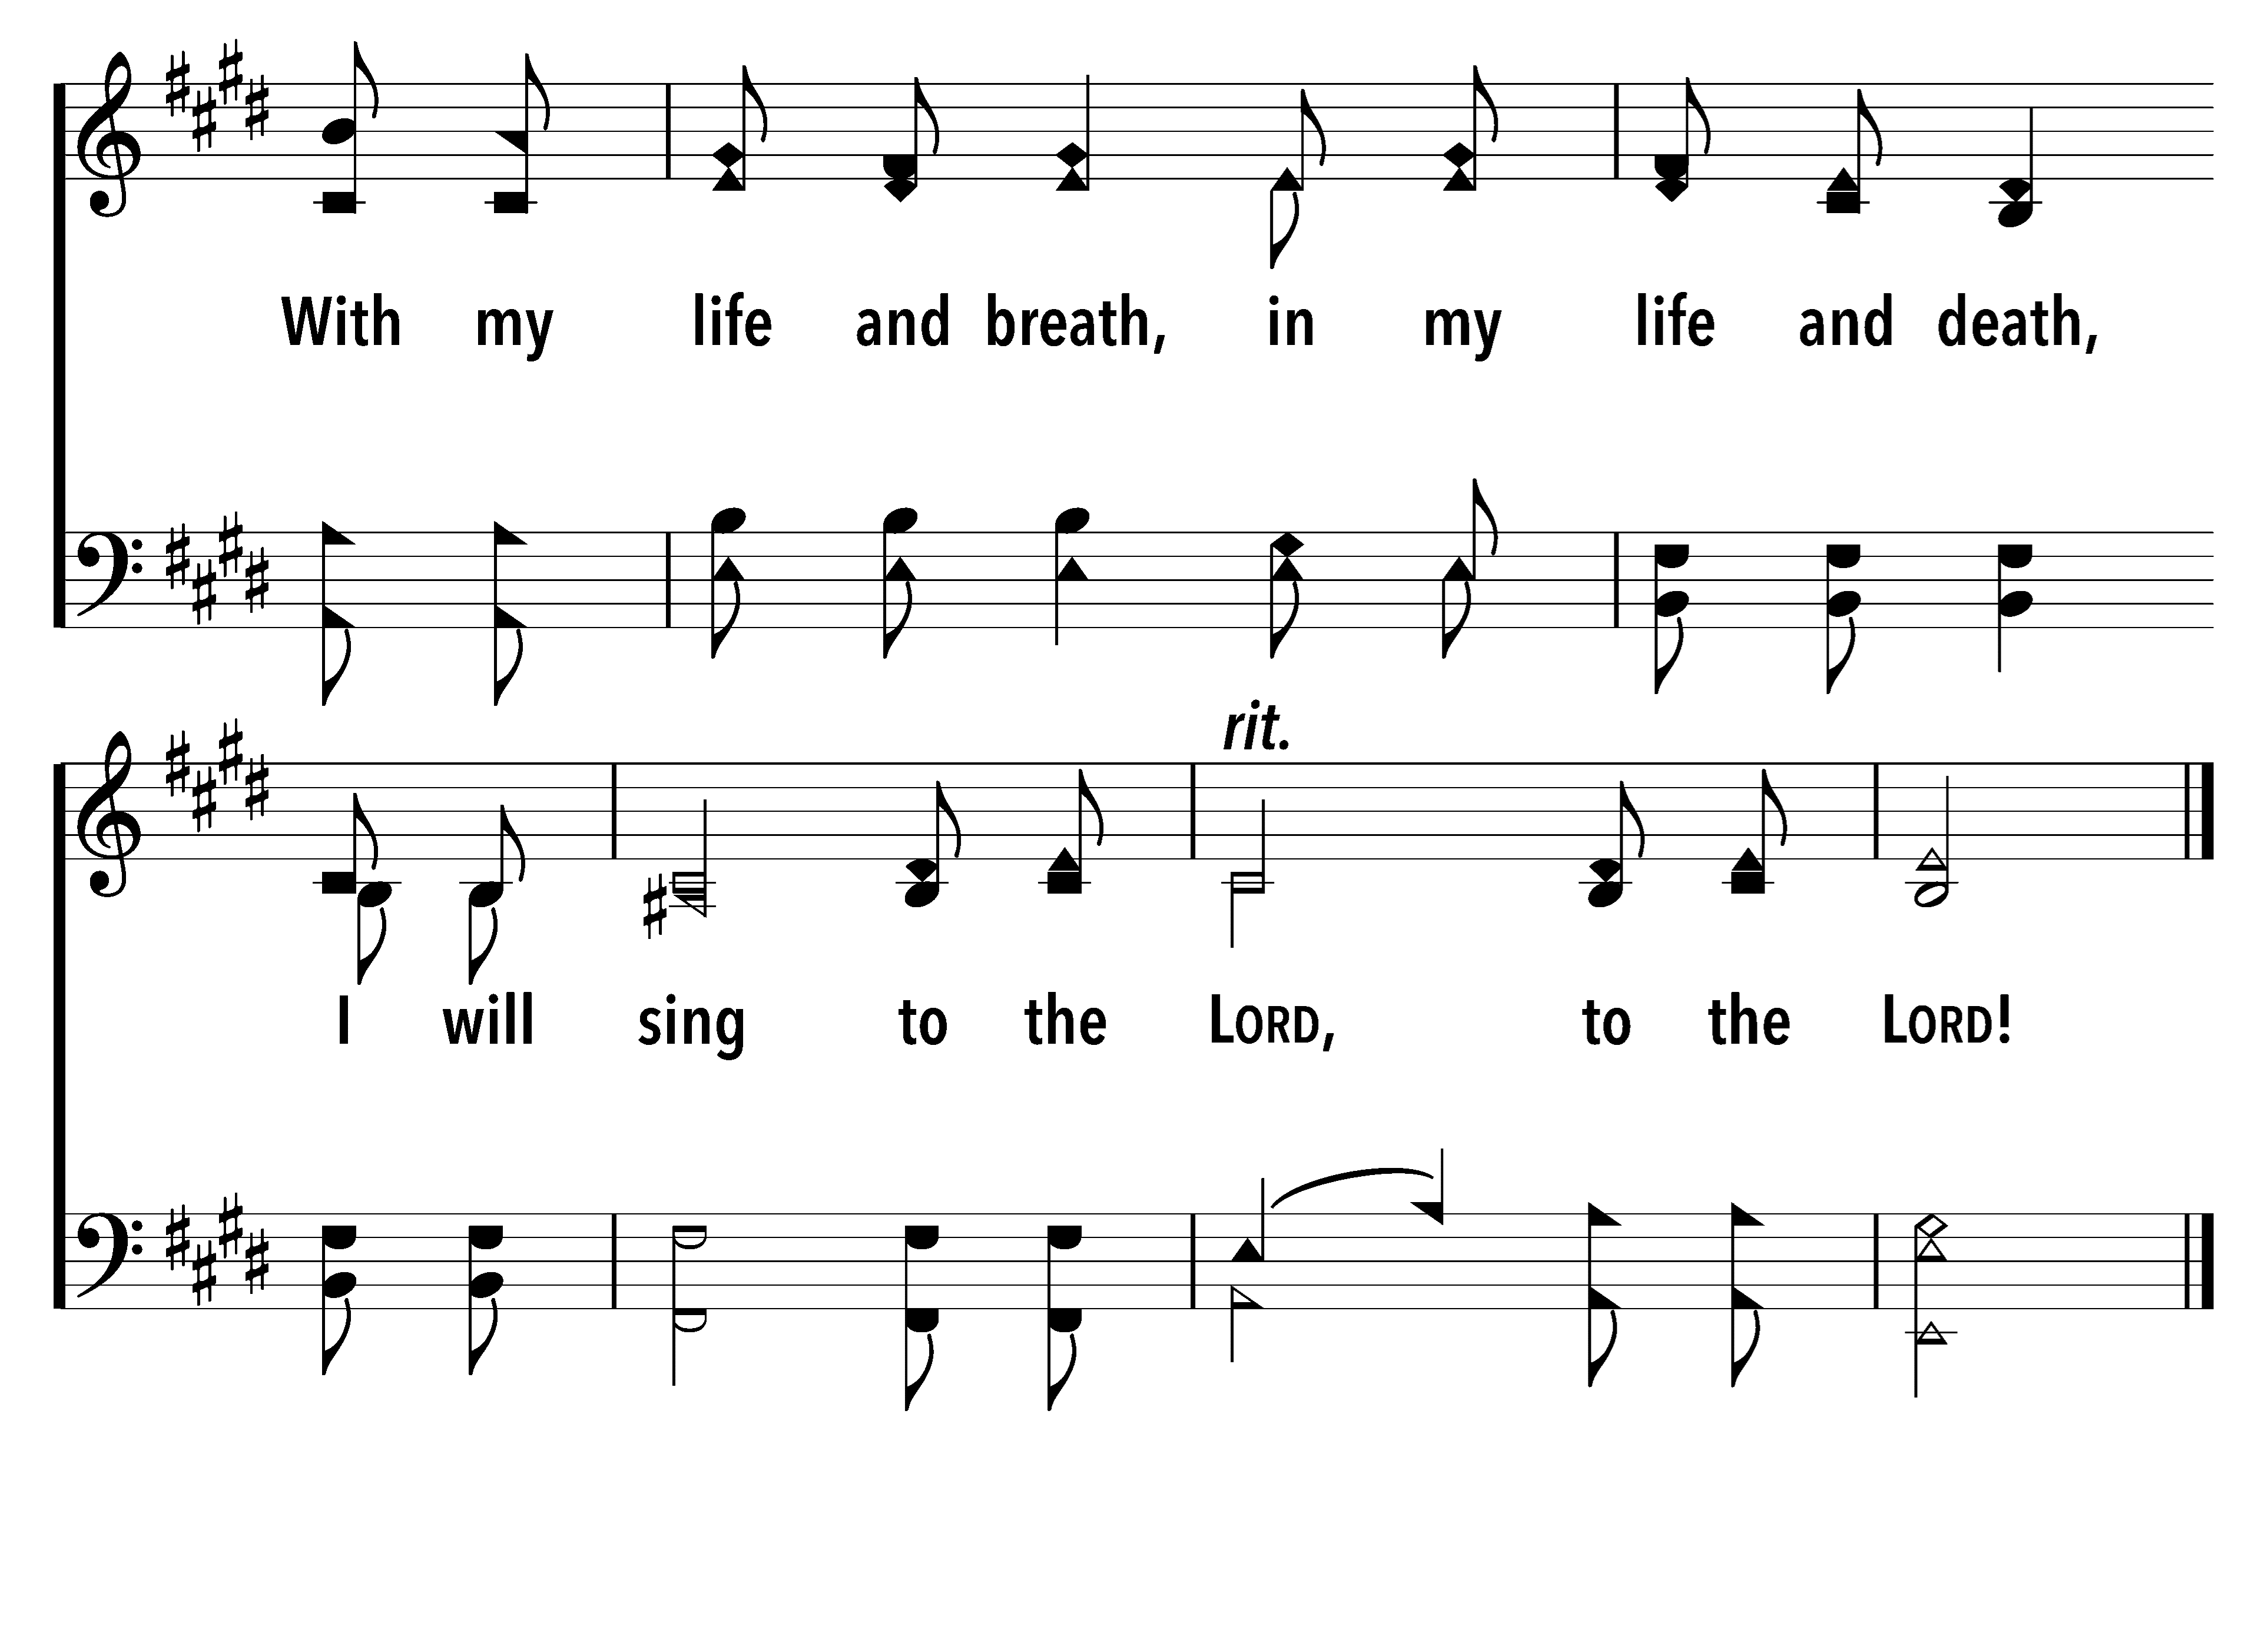 With my life and breath, in my life and death,
rit.
I will sing to the LORD, to the LORD!